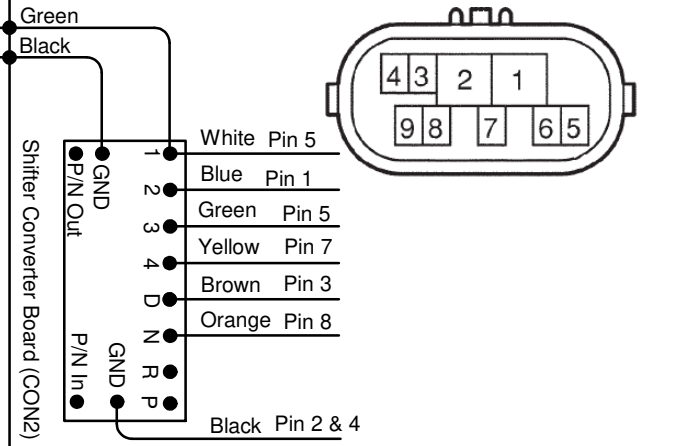 Green
Black
4 3 2 1
9 8 7 6 5
Shifter Converter Board (CON2)
P/N Out
GND
1 White Pin 5
2 Blue Pin 1
3 Green Pin 5
4 Yellow Pin 7
D Brown Pin 3
N Orange Pin 8
R
P
P/N In
GND
Black Pin 2 & 4